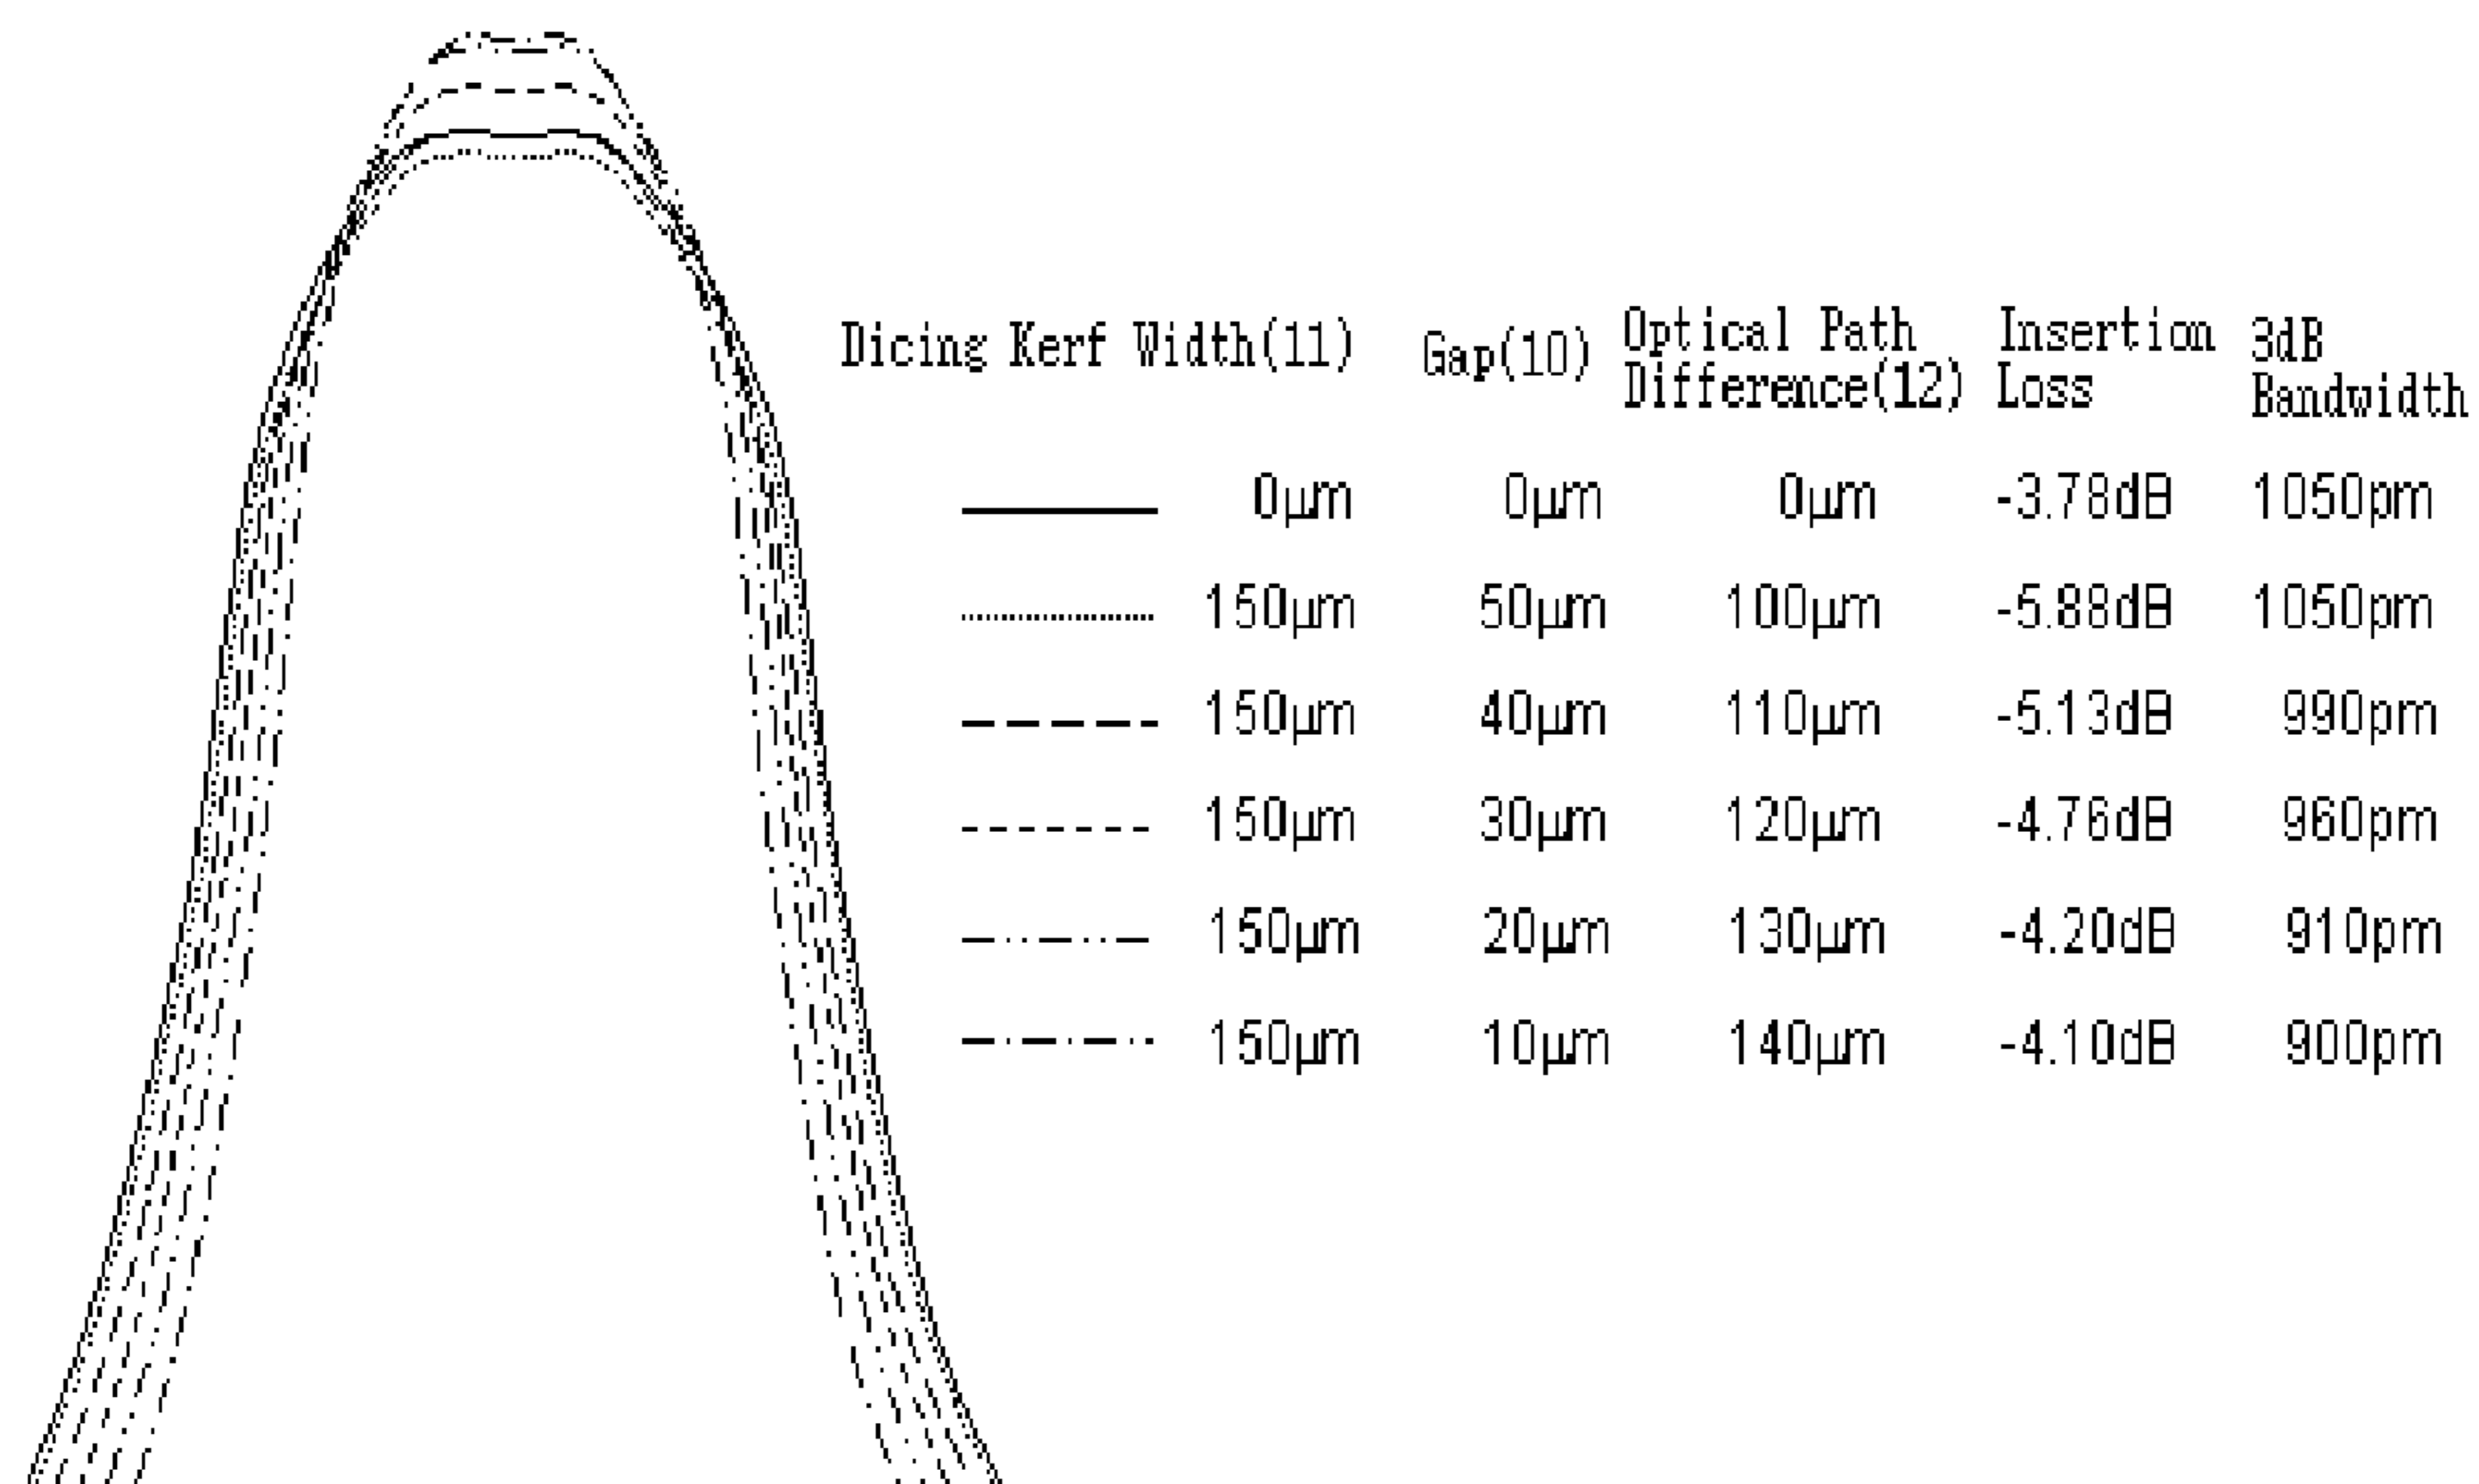 Dicing Kerf Width(11) Gap(10) Optical Path Difference(12) Insertion Loss 3dB Bandwidth
0μm 0μm 0μm -3.78dB 1050pm
150μm 50μm 100μm -5.88dB 1050pm
150μm 40μm 110μm -5.13dB 990pm
150μm 30μm 120μm -4.76dB 960pm
150μm 20μm 130μm -4.20dB 910pm
150μm 10μm 140μm -4.10dB 900pm